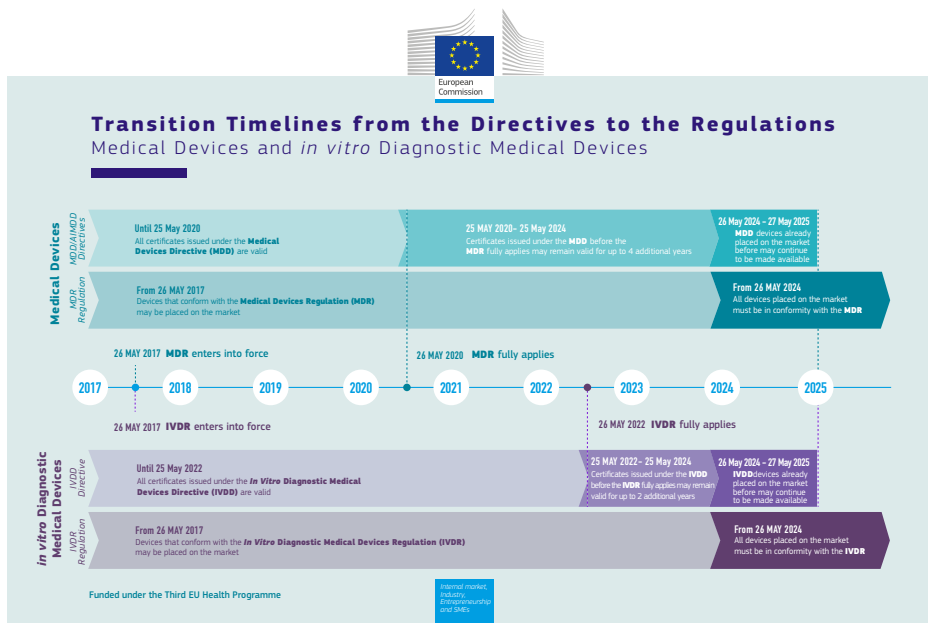 European
Commission
Transition Timelines from the Directives to the Regulations
Medical Devices and in vitro Diagnostic Medical Devices
Medical Devices
MDD/AIMDD
Directives
Until 25 May 2020
All certificates issued under the Medical
Devices Directive (MDD) are valid
25 MAY 2020– 25 May 2024
Certificates issued under the MDD before the
MDR fully applies may remain valid for up to 4 additional years
26 May 2024 – 27 May 2025
MDD devices already
placed on the market
before may continue
to be made available
MDR
Regulation
From 26 MAY 2017
Devices that conform with the Medical Devices Regulation (MDR)
may be placed on the market
From 26 MAY 2024
All devices placed on the market
must be in conformity with the MDR
26 MAY 2017 MDR enters into force
26 MAY 2020 MDR fully applies
2017 2018 2019 2020 2021 2022 2023 2024 2025
26 MAY 2017 IVDR enters into force
26 MAY 2022 IVDR fully applies
in vitro Diagnostic
Medical Devices
IVDD
Directive
Until 25 May 2022
All certificates issued under the In Vitro Diagnostic Medical
Devices Directive (IVDD) are valid
25 MAY 2022– 25 May 2024
Certificates issued under the IVDD
before the IVDR fully applies may remain
valid for up to 2 additional years
26 May 2024 – 27 May 2025
IVDDdevices already
placed on the market
before may continue
to be made available
IVDR
Regulation
From 26 MAY 2017
Devices that conform with the In Vitro Diagnostic Medical Devices Regulation (IVDR)
may be placed on the market
From 26 MAY 2024
All devices placed on the market
must be in conformity with the IVDR
Funded under the Third EU Health Programme
Internal market,
Industry,
Entrepreneurship
and SMEs